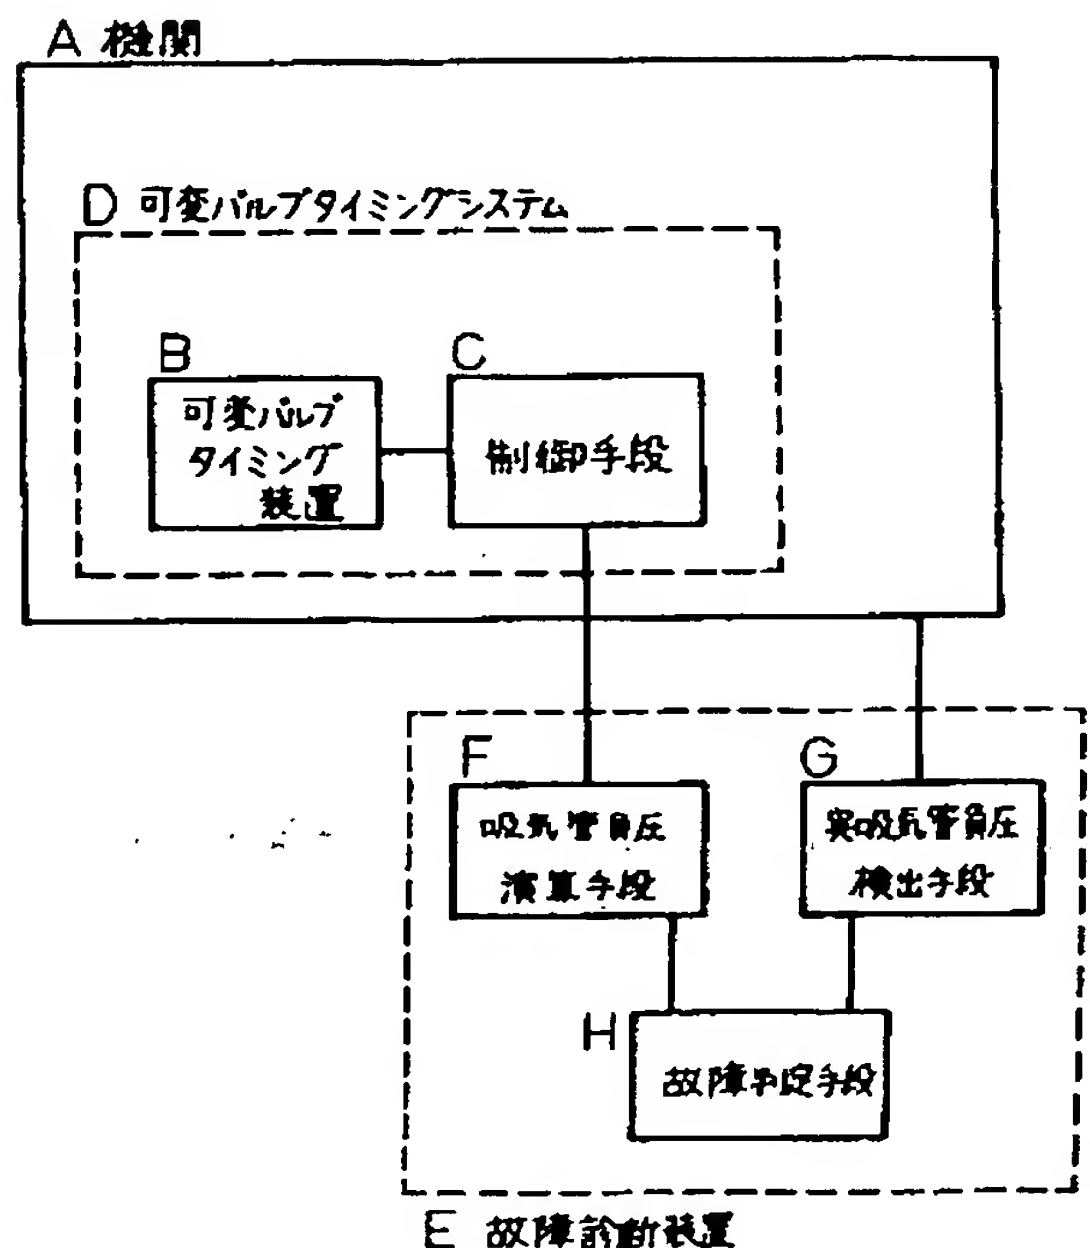 A 機関
D 可変バルブタイミングシステム
B
可変バルブ
タイミング
装置
C
制御手段
F
吸気管負圧
演算手段
G
実吸気管負圧
検出手段
H
故障判定手段
E 故障診断装置